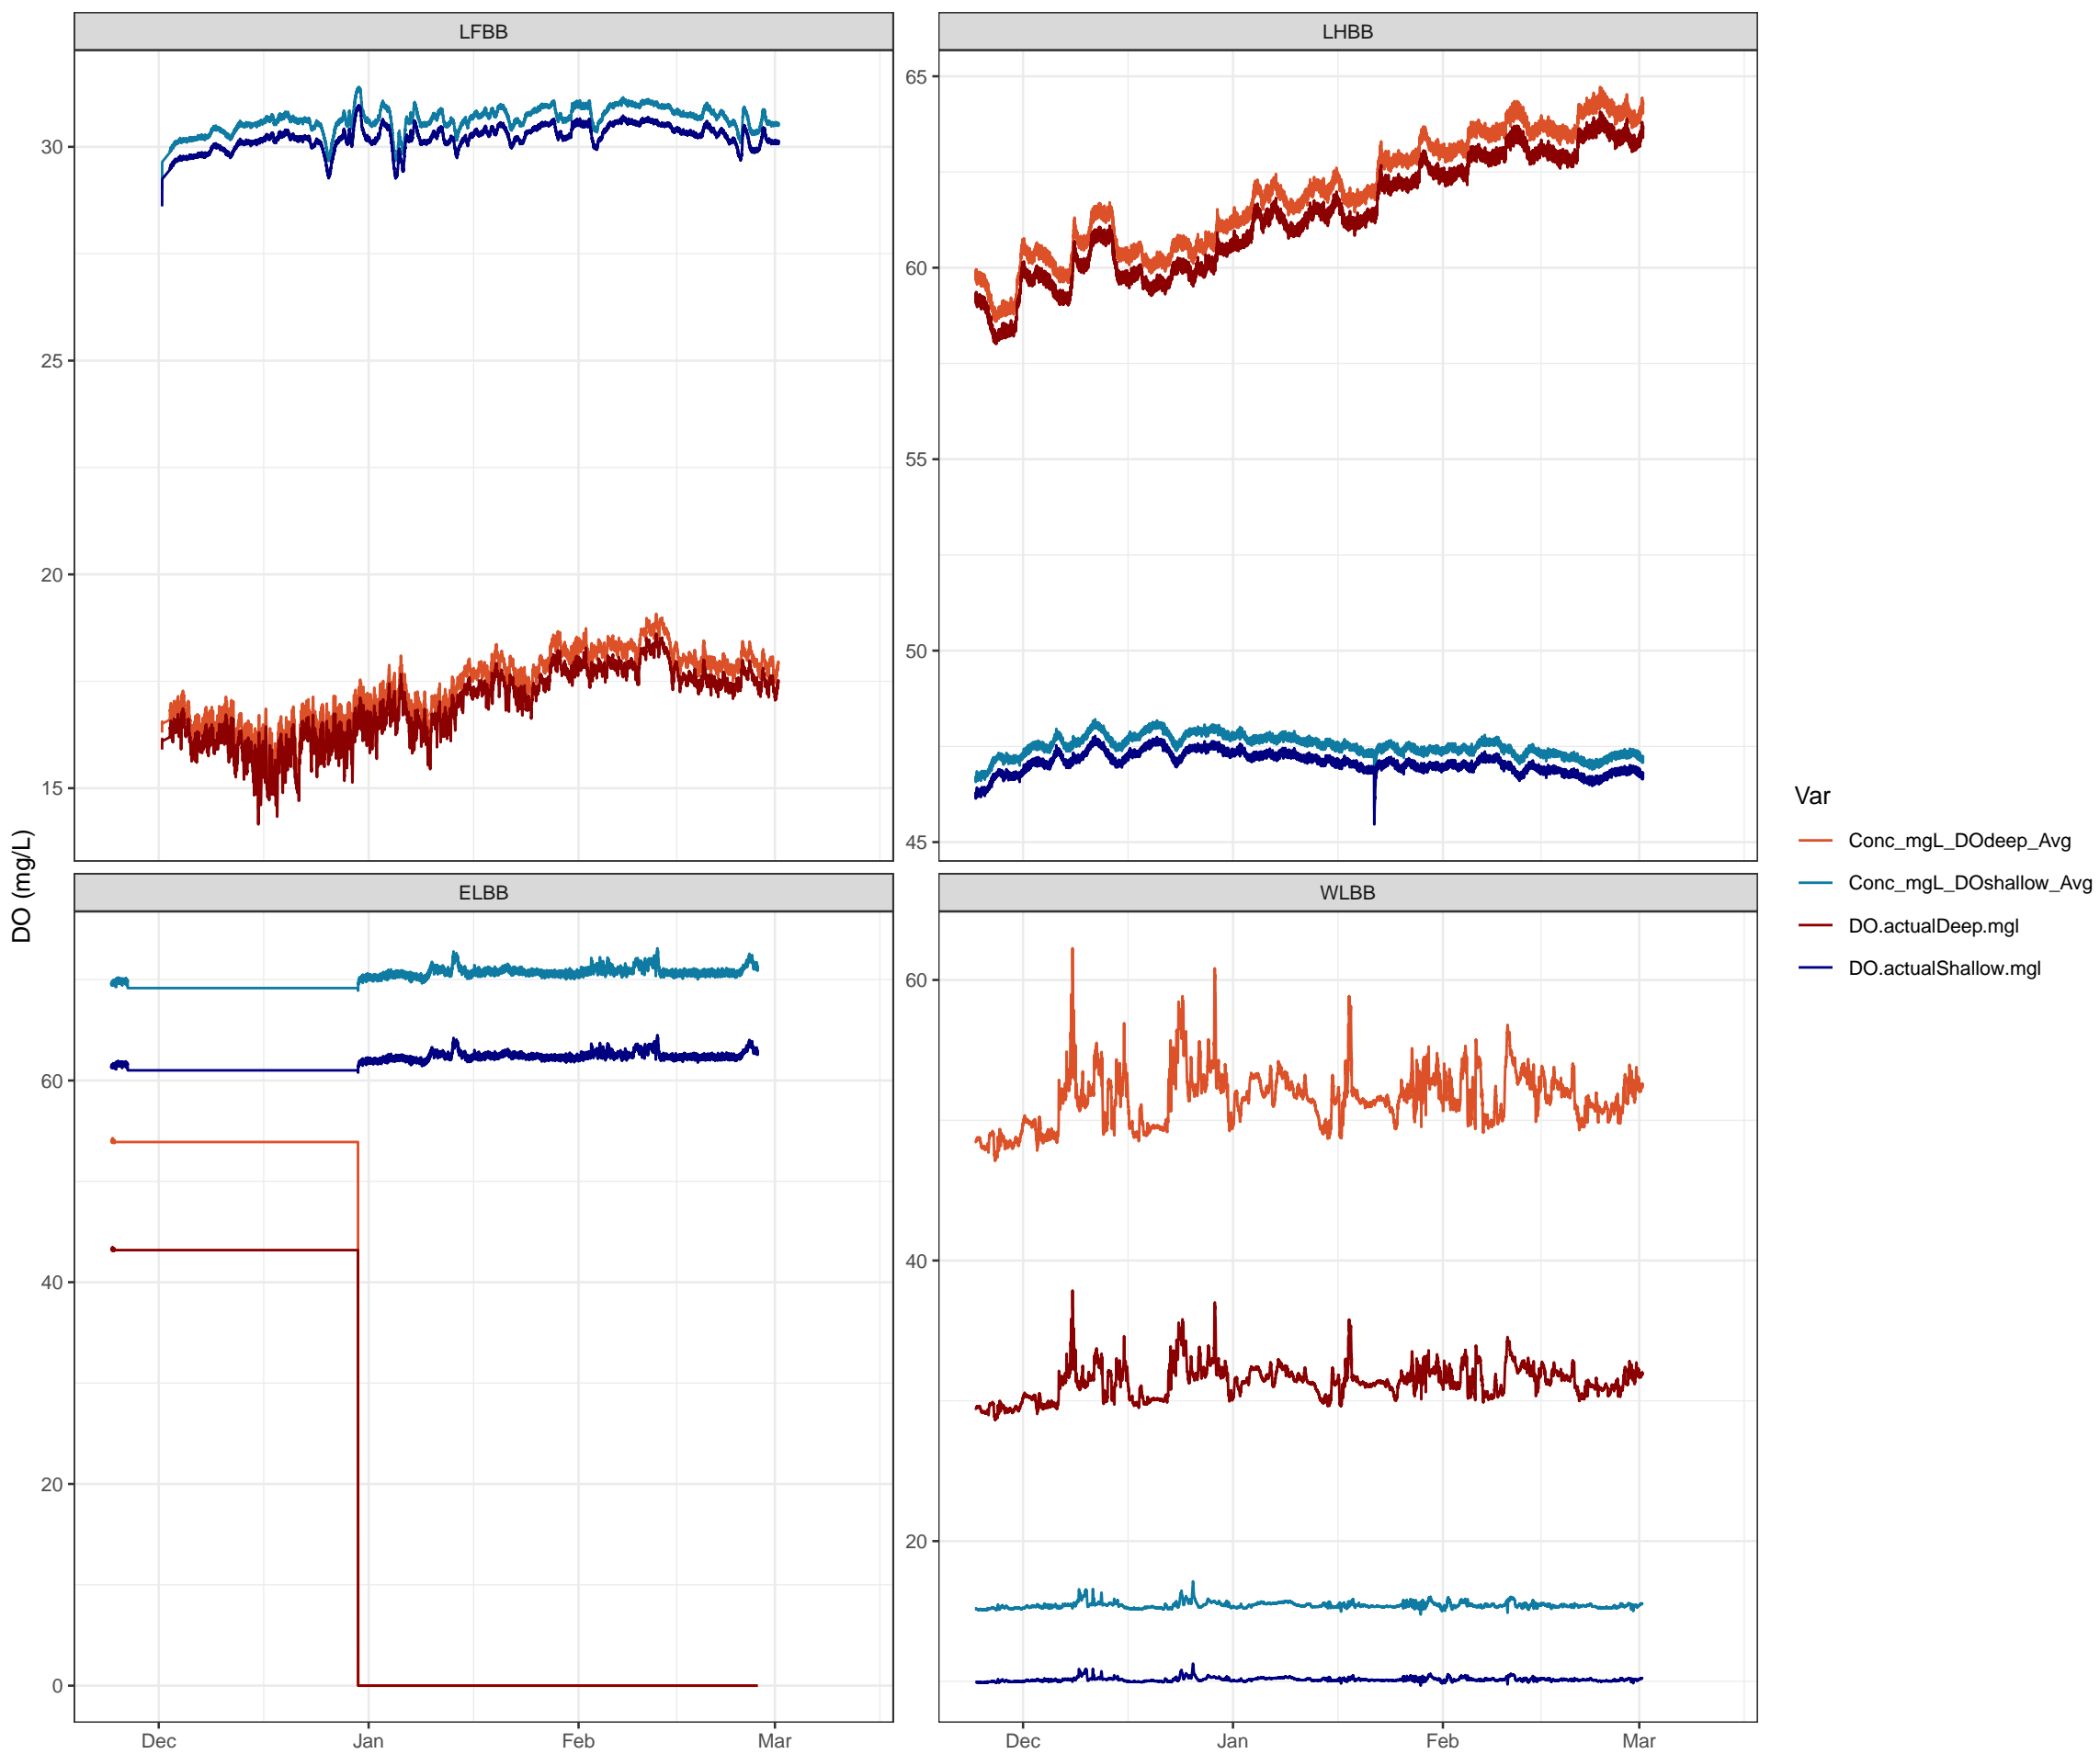 LFBB
LHBB
30
25
20
15
65
60
55
50
45
DO (mg/L)
ELBB
WLBB
60
40
20
0
60
40
20
Dec
Jan
Feb
Mar
Dec
Jan
Feb
Mar
Var
Conc_mgL_DOdeep_Avg
Conc_mgL_DOshallow_Avg
DO.actualDeep.mgl
DO.actualShallow.mgl